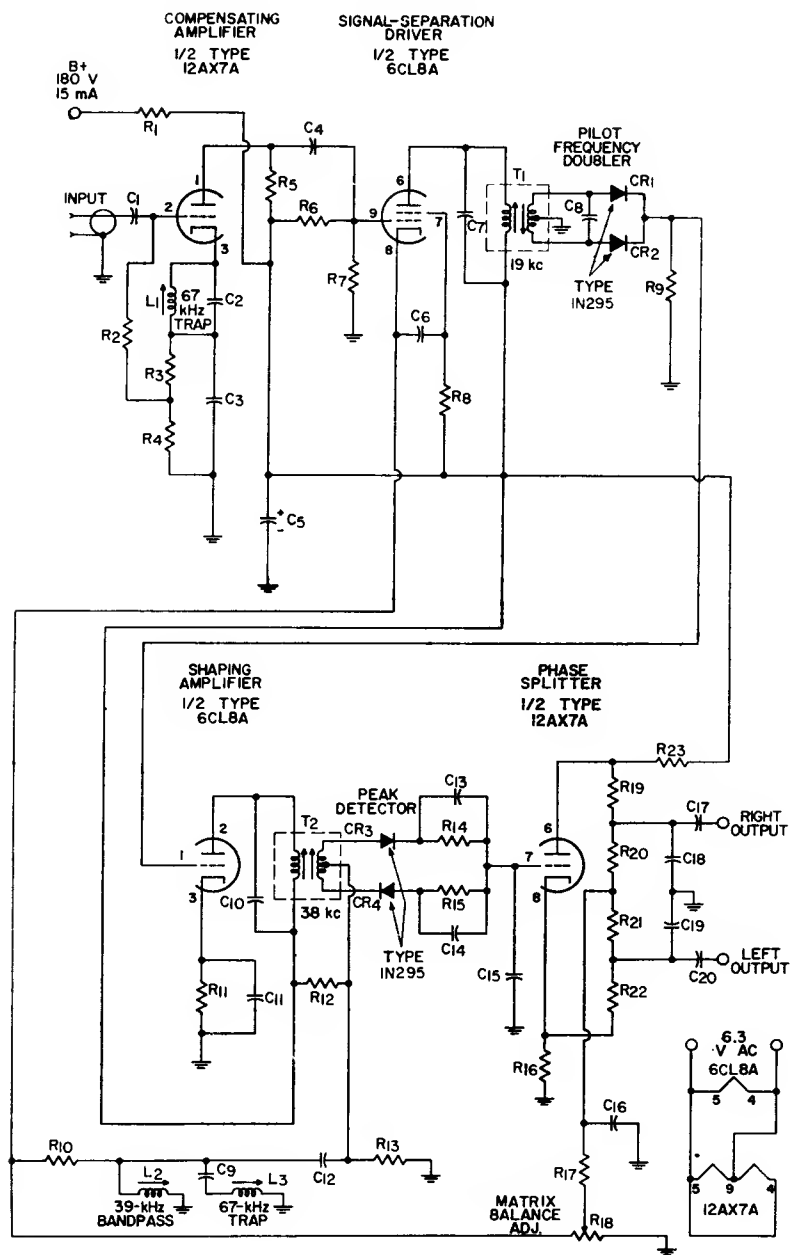 COMPENSATING
AMPLIFIER
1/2 TYPE
12AX7A
SIGNAL-SEPARATION
DRIVER
1/2 TYPE
6CL8A
B+
180 V
15 mA
R1
C4
PILOT
FREQUENCY
DOUBLER
INPUT
C1
1
2
3
R5
R6
9
6
7
8
C7
T1
19 kc
C8
CR1
CR2
TYPE
IN295
R9
R7
C6
R8
L1
67
kHz
TRAP
C2
R2
R3
C3
R4
+
-
C5
SHAPING
AMPLIFIER
1/2 TYPE
6CL8A
PHASE
SPLITTER
1/2 TYPE
12AX7A
R23
R19
C13
PEAK
DETECTOR
2
T2
CR3
R14
6
C17
RIGHT
OUTPUT
1
7
R20
C18
3
C10
38 kc
CR4
R15
8
R21
C19
C14
TYPE
IN295
C15
C20
LEFT
OUTPUT
R11
C11
R12
R22
R16
6.3
V AC
6CL8A
5
4
C16
R10
C12
R13
R17
5
9
4
12AX7A
L2
39-kHz
BANDPASS
C9
L3
67-kHz
TRAP
MATRIX
BALANCE
ADJ.
R18